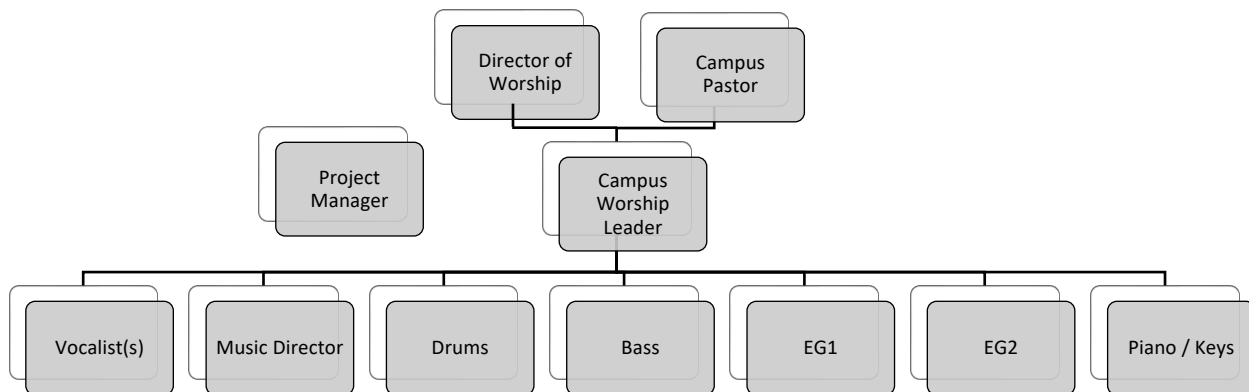 Director of
Worship
Campus
Pastor
Project
Manager
Campus
Worship
Leader
Vocalist(s)
Music Director
Drums
Bass
EG1
EG2
Piano / Keys